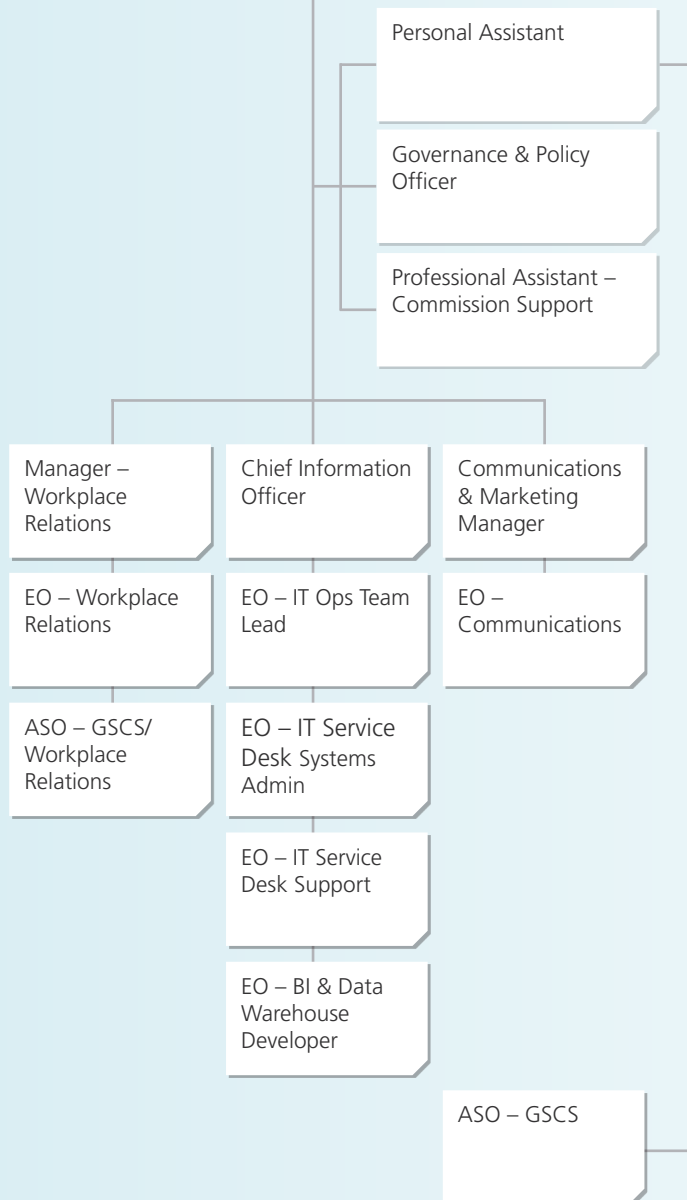 Personal Assistant
Governance & Policy
Officer
Professional Assistant –
Commission Support
Manager –
Workplace
Relations
Chief Information
Officer
Communications
& Marketing
Manager
EO – Workplace
Relations
EO – IT Ops Team
Lead
EO –
Communications
ASO – GSCS/
Workplace
Relations
EO – IT Service
Desk Systems
Admin
EO – IT Service
Desk Support
EO – BI & Data
Warehouse
Developer
ASO – GSCS